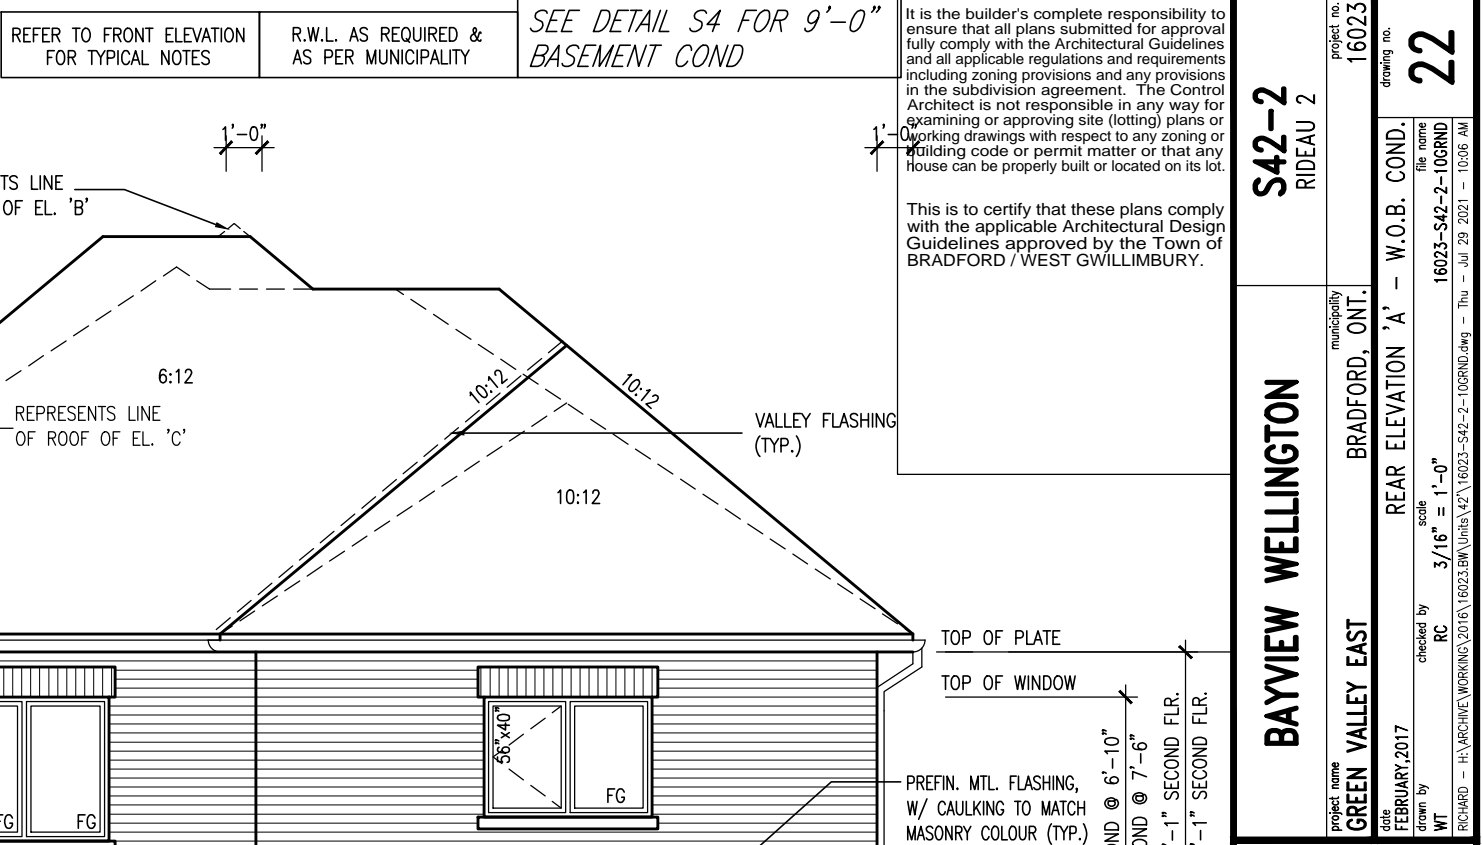 REFER TO FRONT ELEVATION
FOR TYPICAL NOTES
R.W.L. AS REQUIRED &
AS PER MUNICIPALITY
SEE DETAIL S4 FOR 9'-0"
BASEMENT COND
It is the builder's complete responsibility to
ensure that all plans submitted for approval
fully comply with the Architectural Guidelines
and all applicable regulations and requirements
including zoning provisions and any provisions
in the subdivision agreement. The Control
Architect is not responsible in any way for
examining or approving site (lotting) plans or
working drawings with respect to any zoning or
building code or permit matter or that any
house can be properly built or located on its lot.
This is to certify that these plans comply
with the applicable Architectural Design
Guidelines approved by the Town of
BRADFORD / WEST GWILLIMBURY.
1'-0"
1'-0"
TS LINE
OF EL. 'B'
6:12
REPRESENTS LINE
OF ROOF OF EL. 'C'
10:12
10:12
VALLEY FLASHING
(TYP.)
10:12
TOP OF PLATE
TOP OF WINDOW
56"x40"
FG
FG
FG
PREFIN. MTL. FLASHING,
W/ CAULKING TO MATCH
MASONRY COLOUR (TYP.)
OND @ 6'-10"
OND @ 7'-6"
'-1" SECOND FLR.
'-1" SECOND FLR.
S42-2
RIDEAU 2
BAYVIEW WELLINGTON
project no.
16023
municipality
BRADFORD, ONT.
project name
GREEN VALLEY EAST
drawing no.
22
REAR ELEVATION 'A' - W.O.B. COND.
date
FEBRUARY,2017
drawn by
WT
checked by
RC
scale
3/16" = 1'-0"
file name
16023-S42-2-10GRND
RICHARD - H:\ARCHIVE\WORKING\2016\16023.BW\Units\42'\16023-S42-2-10GRND.dwg - Thu - Jul 29 2021 - 10:06 AM